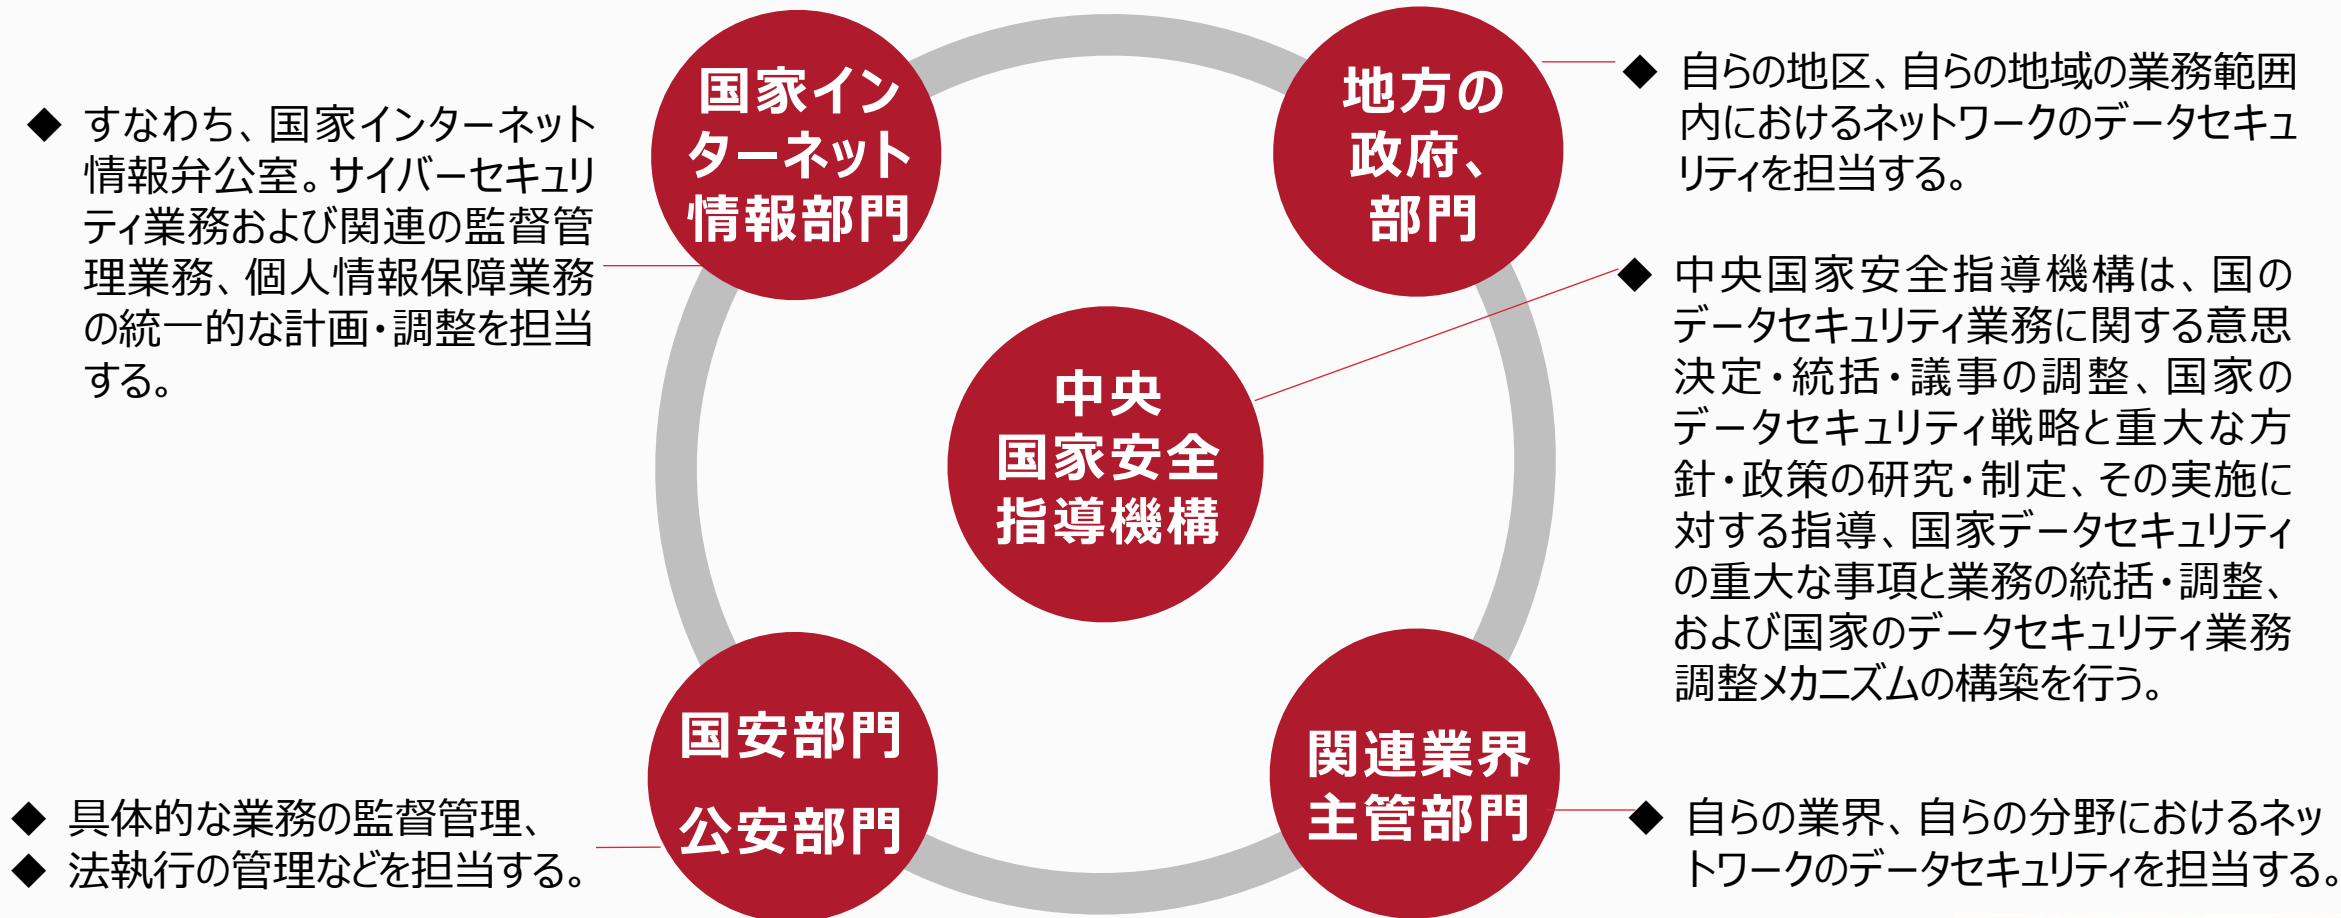 国家イン
ターネット
情報部門
地方の
政府、
部門
◆ すなわち、国家インターネット
情報弁公室。サイバーセキュリ
ティ業務および関連の監督管
理業務、個人情報保障業務
の統一的な計画・調整を担当
する。
◆ 自らの地区、自らの地域の業務範囲
内におけるネットワークのデータセキュ
リティを担当する。
中央
国家安全
指導機構
◆ 中央国家安全指導機構は、国の
データセキュリティ業務に関する意思
決定・統括・議事の調整、国家の
データセキュリティ戦略と重大な方
針・政策の研究・制定、その実施に
対する指導、国家データセキュリティ
の重大な事項と業務の統括・調整、
および国家のデータセキュリティ業務
調整メカニズムの構築を行う。
国安部門
公安部門
関連業界
主管部門
◆ 具体的な業務の監督管理、
◆ 法執行の管理などを担当する。
◆ 自らの業界、自らの分野におけるネッ
トワークのデータセキュリティを担当する。